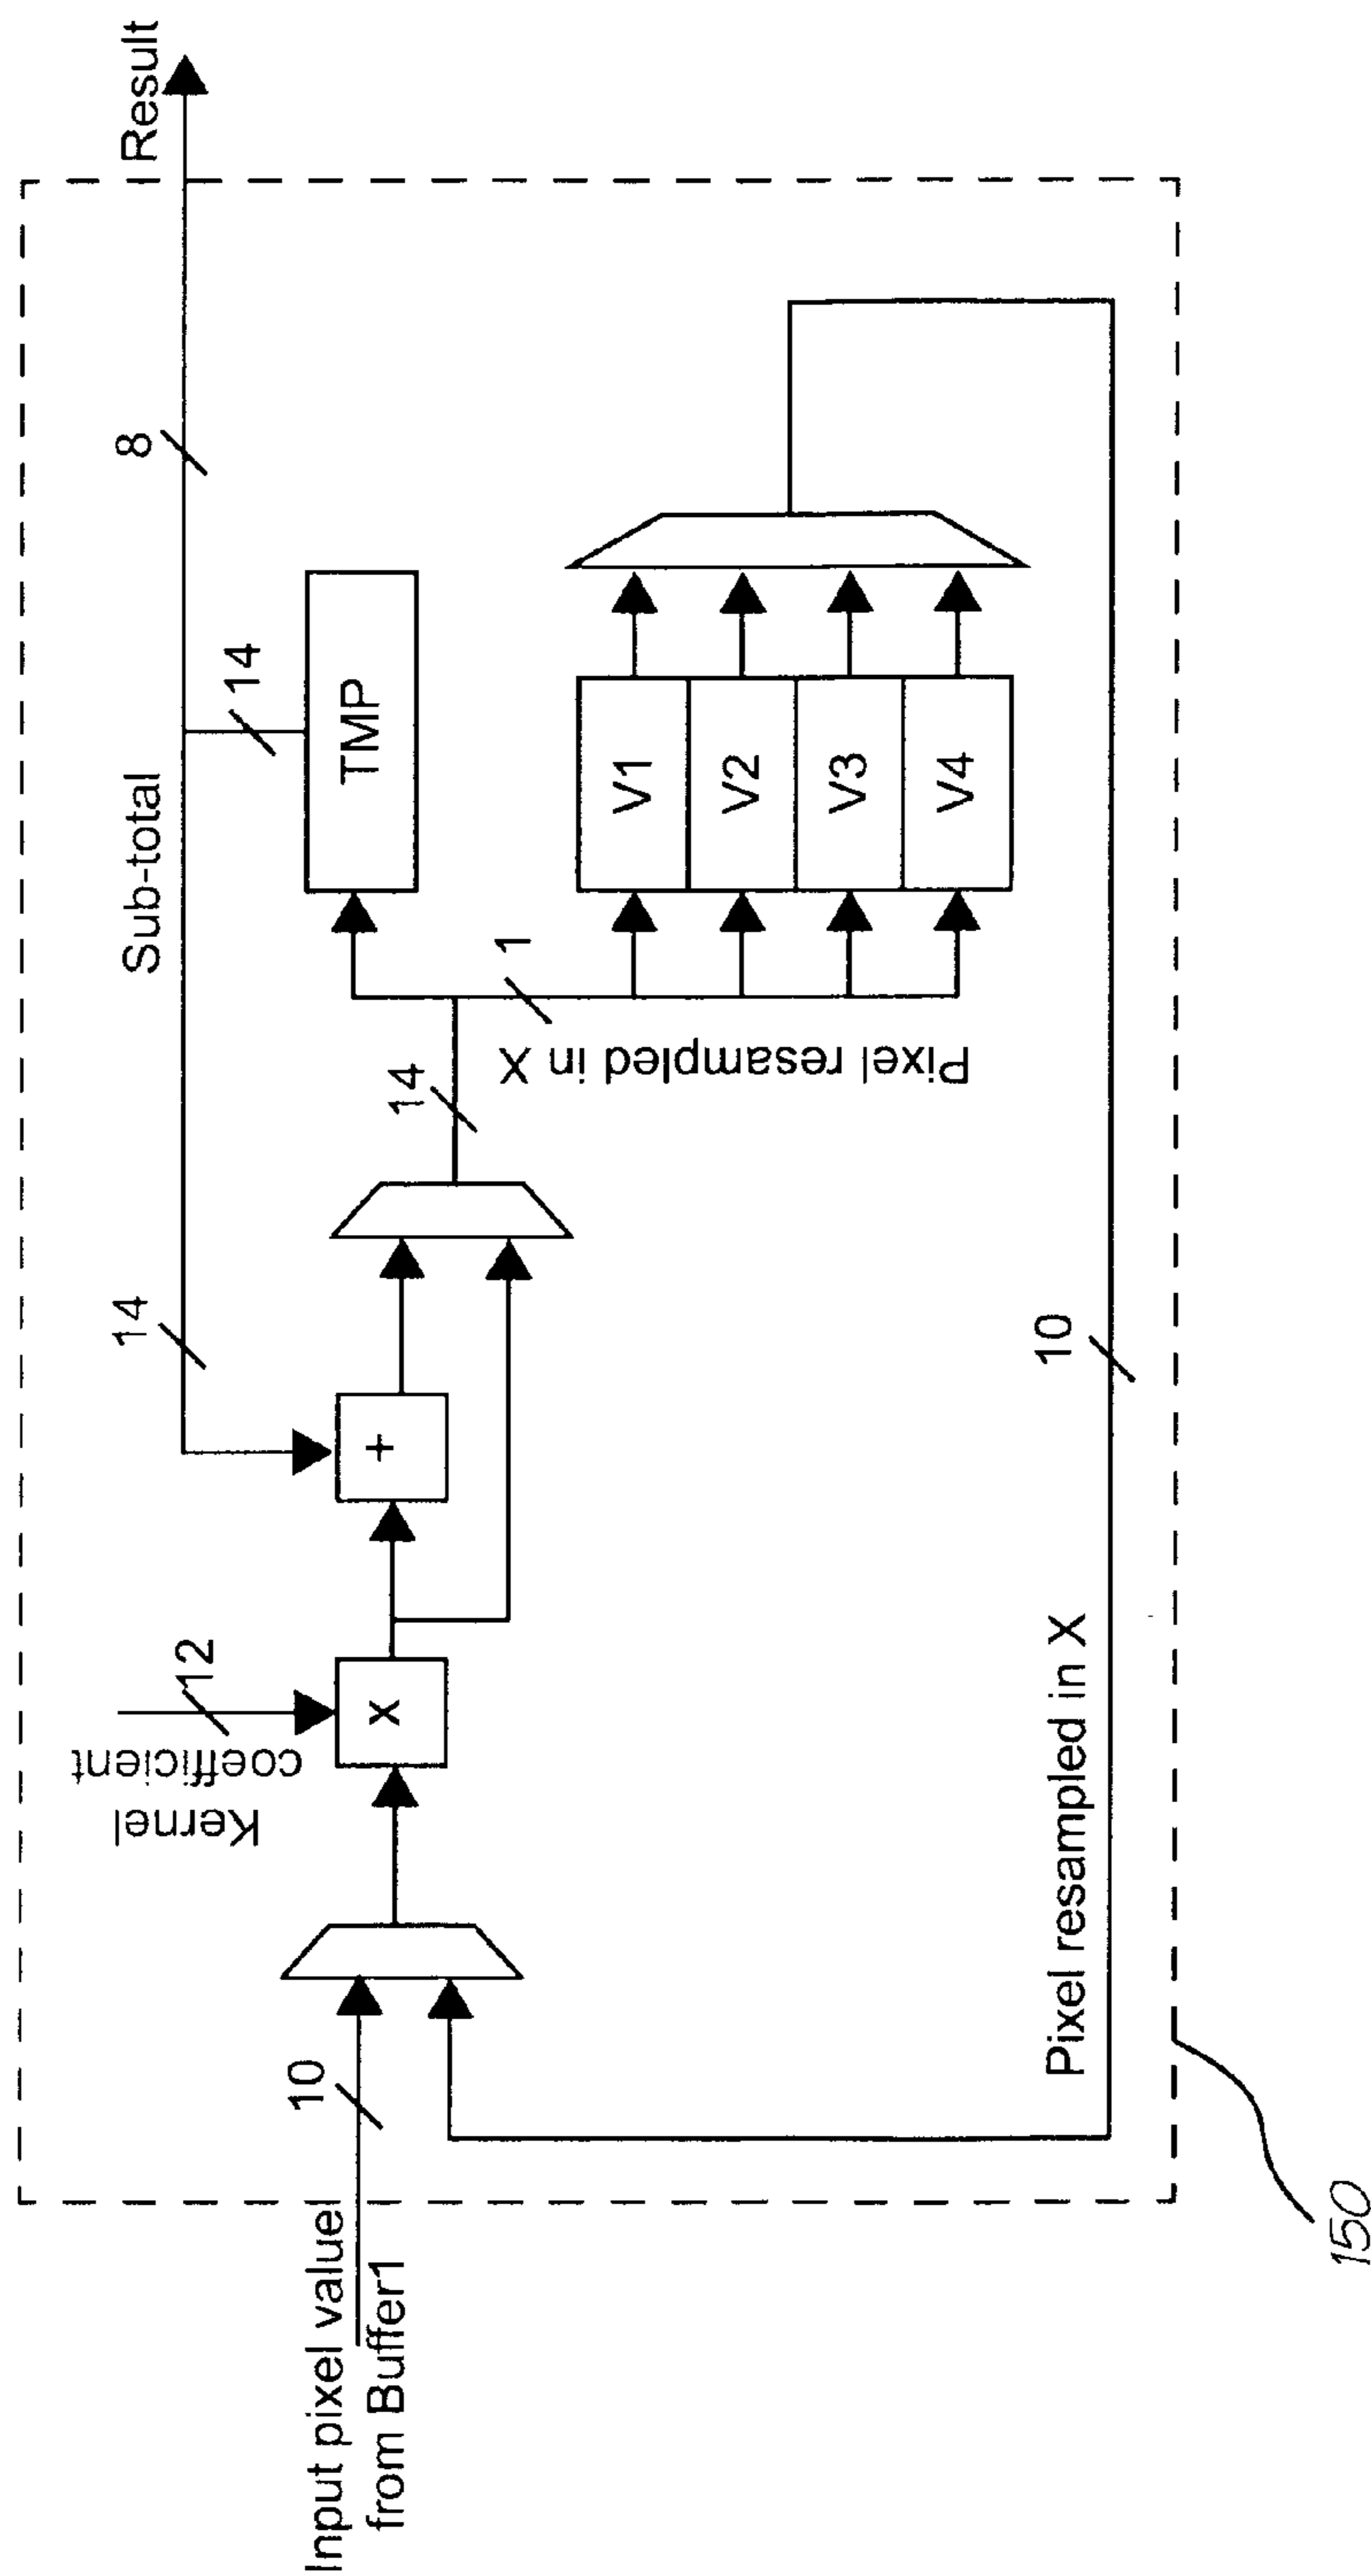 Input pixel value
from Buffer1
10
Kernel
coefficient
12
x
+
14
Sub-total
14
8
Result
14
TMP
1
Pixel resampled in X
V1
V2
V3
V4
10
Pixel resampled in X
150